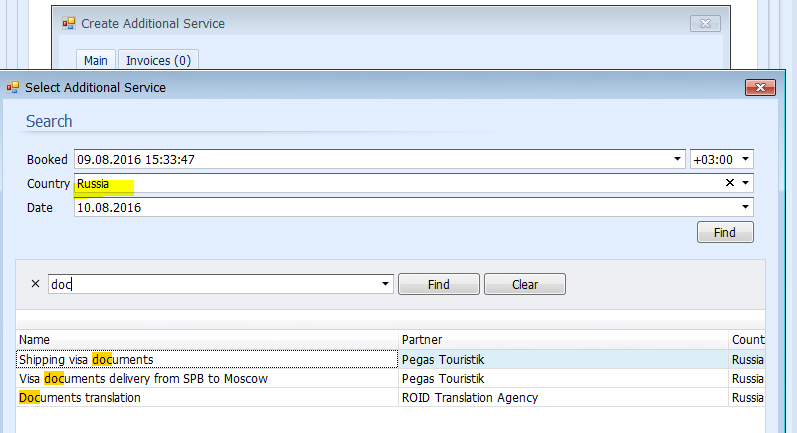 Create Additional Service
Main Invoices (0)
Select Additional Service
Search
Booked 09.08.2016 15:33:47 +03:00
Country Russia
Date 10.08.2016
Find
doc Find Clear
Name Partner Count
Shipping visa documents Pegas Touristik Russia
Visa documents delivery from SPB to Moscow Pegas Touristik Russia
Documents translation ROID Translation Agency Russia